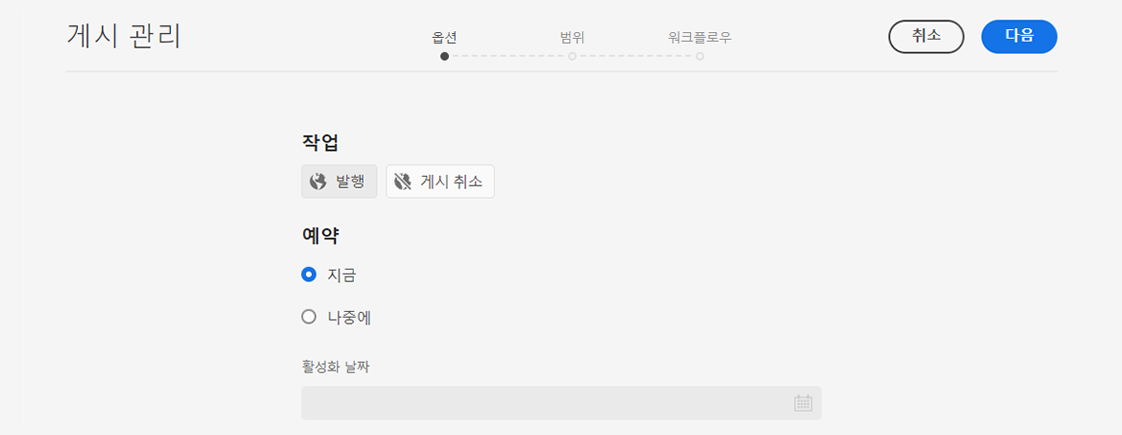 게시 관리
옵션
범위
워크플로우
취소
다음
작업
발행
게시 취소
예약
지금
나중에
활성화 날짜